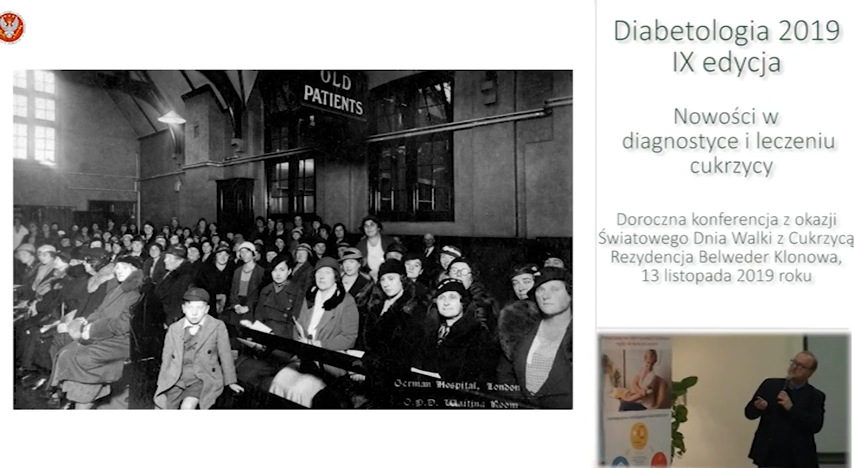 OLD
PATIENTS
German Hospital, London
O.P.D. Waiting Room
Diabetologia 2019
IX edycja
Nowości w
diagnostyce i leczeniu
cukrzycy
Doroczna konferencja z okazji
Światowego Dnia Walki z Cukrzycą
Rezydencja Belweder Klonowa,
13 listopada 2019 roku